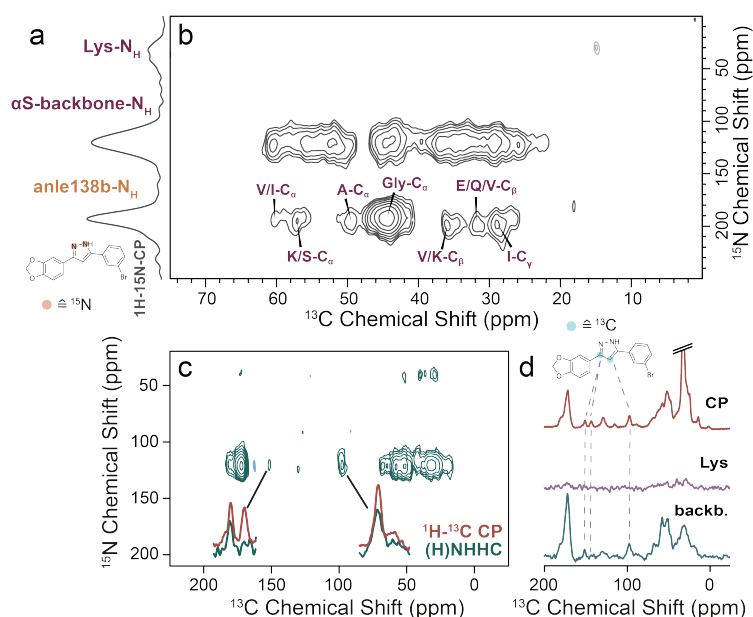 a
b
Lys-NH
αS-backbone-NH
anle138b-NH
N
NH
O
O
Br
≙ 15N
1H-15N-CP
V/I-Cα
A-Cα
Gly-Cα
E/Q/V-Cβ
K/S-Cα
V/K-Cβ
I-Cγ
50
100
150
200
15N Chemical Shift (ppm)
70 60 50 40 30 20 10
13C Chemical Shift (ppm)
≙ 13C
c
50
100
150
200
15N Chemical Shift (ppm)
1H-13C CP
(H)NHHC
200 150 100 50 0
13C Chemical Shift (ppm)
d
N-NH
O
O
Br
CP
Lys
backb.
200 100 0
13C Chemical Shift (ppm)